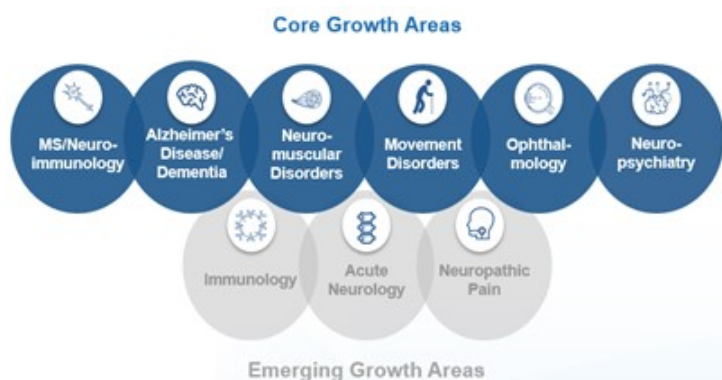 Core Growth Areas
MS/Neuro-
immunology
Alzheimer's
Disease/
Dementia
Neuro-
muscular
Disorders
Movement
Disorders
Ophthal-
mology
Neuro-
psychiatry
Immunology
Acute
Neurology
Neuropathic
Pain
Emerging Growth Areas